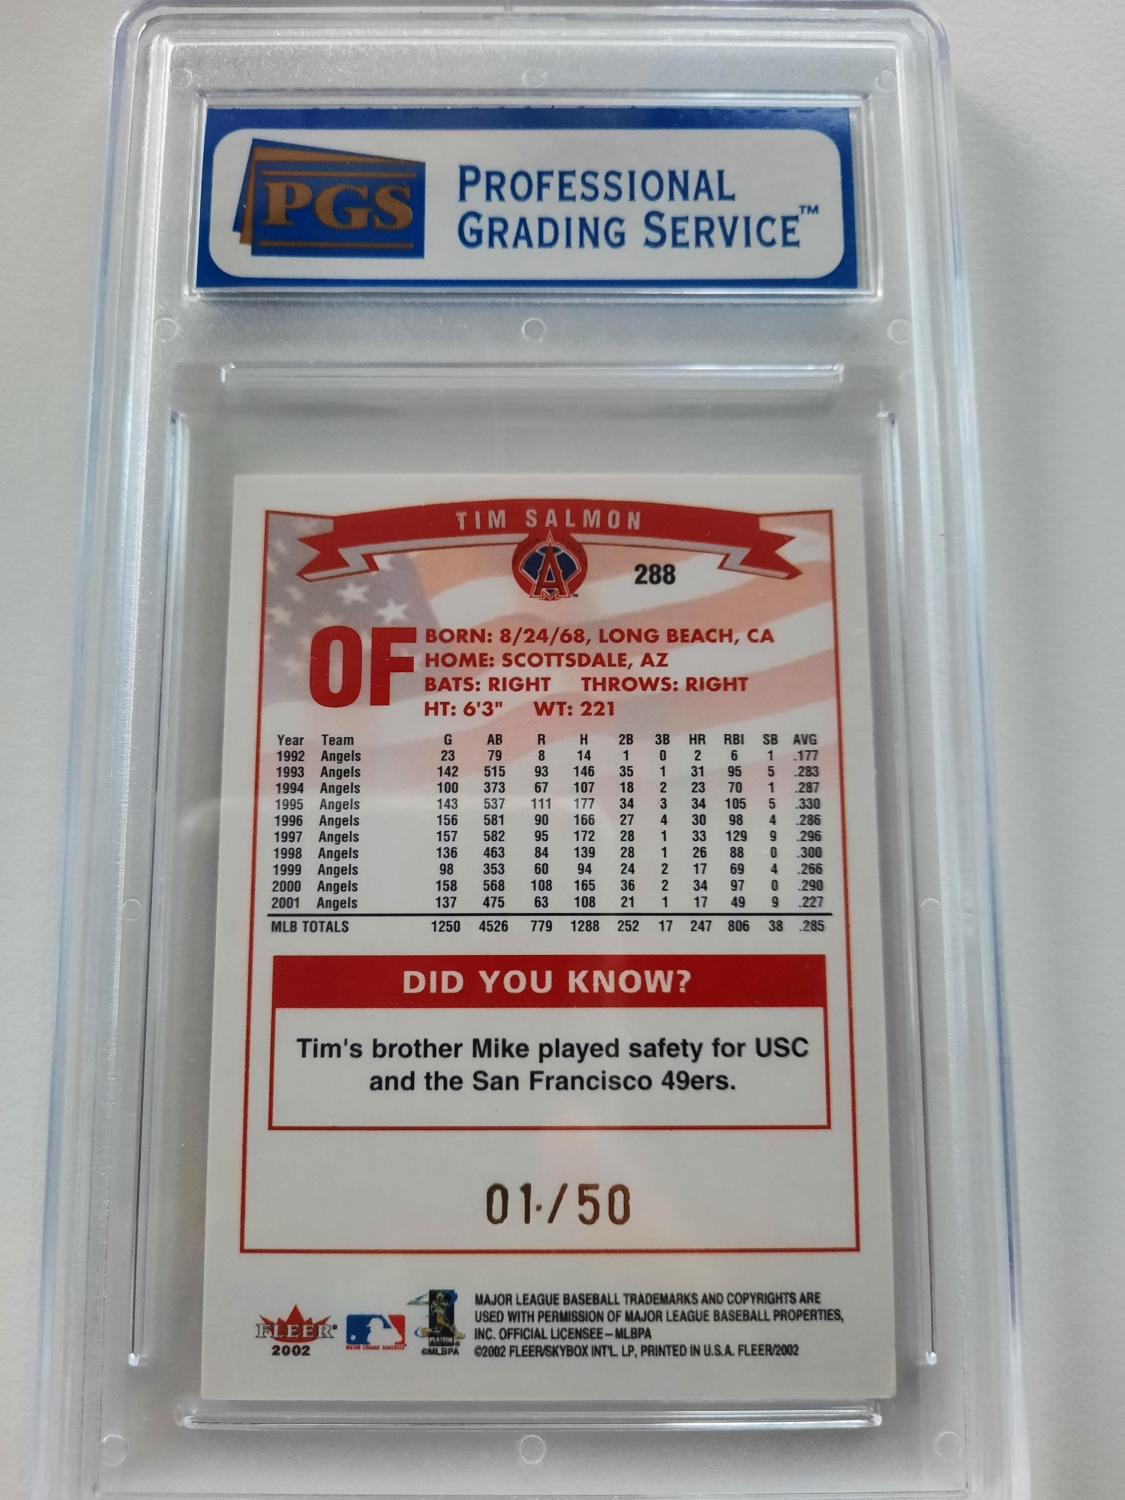 PGS
PROFESSIONAL
GRADING SERVICE™
TIM SALMON
A
288
OF
BORN: 8/24/68, LONG BEACH, CA
HOME: SCOTTSDALE, AZ
BATS: RIGHT THROWS: RIGHT
HT: 6'3" WT: 221
Year Team G AB R H 2B 3B HR RBI SB AVG
1992 Angels 23 79 8 14 1 0 2 6 1 .177
1993 Angels 142 515 93 146 35 1 31 95 5 .283
1994 Angels 100 373 67 107 18 2 23 70 1 .287
1995 Angels 143 537 111 177 34 3 34 105 5 .330
1996 Angels 156 581 90 166 27 4 30 98 4 .286
1997 Angels 157 582 95 172 28 1 33 129 9 .296
1998 Angels 136 463 84 139 28 1 26 88 0 .300
1999 Angels 98 353 60 94 24 2 17 69 4 .266
2000 Angels 158 568 108 165 36 2 34 97 0 .290
2001 Angels 137 475 63 108 21 1 17 49 9 .227
MLB TOTALS 1250 4526 779 1288 252 17 247 806 38 .285
DID YOU KNOW?
Tim's brother Mike played safety for USC
and the San Francisco 49ers.
01/50
FLEER
2002
©MLBPA
MAJOR LEAGUE BASEBALL TRADEMARKS AND COPYRIGHTS ARE
USED WITH PERMISSION OF MAJOR LEAGUE BASEBALL PROPERTIES,
INC. OFFICIAL LICENSEE–MLBPA
©2002 FLEER/SKYBOX INT'L. LP, PRINTED IN U.S.A. FLEER/2002